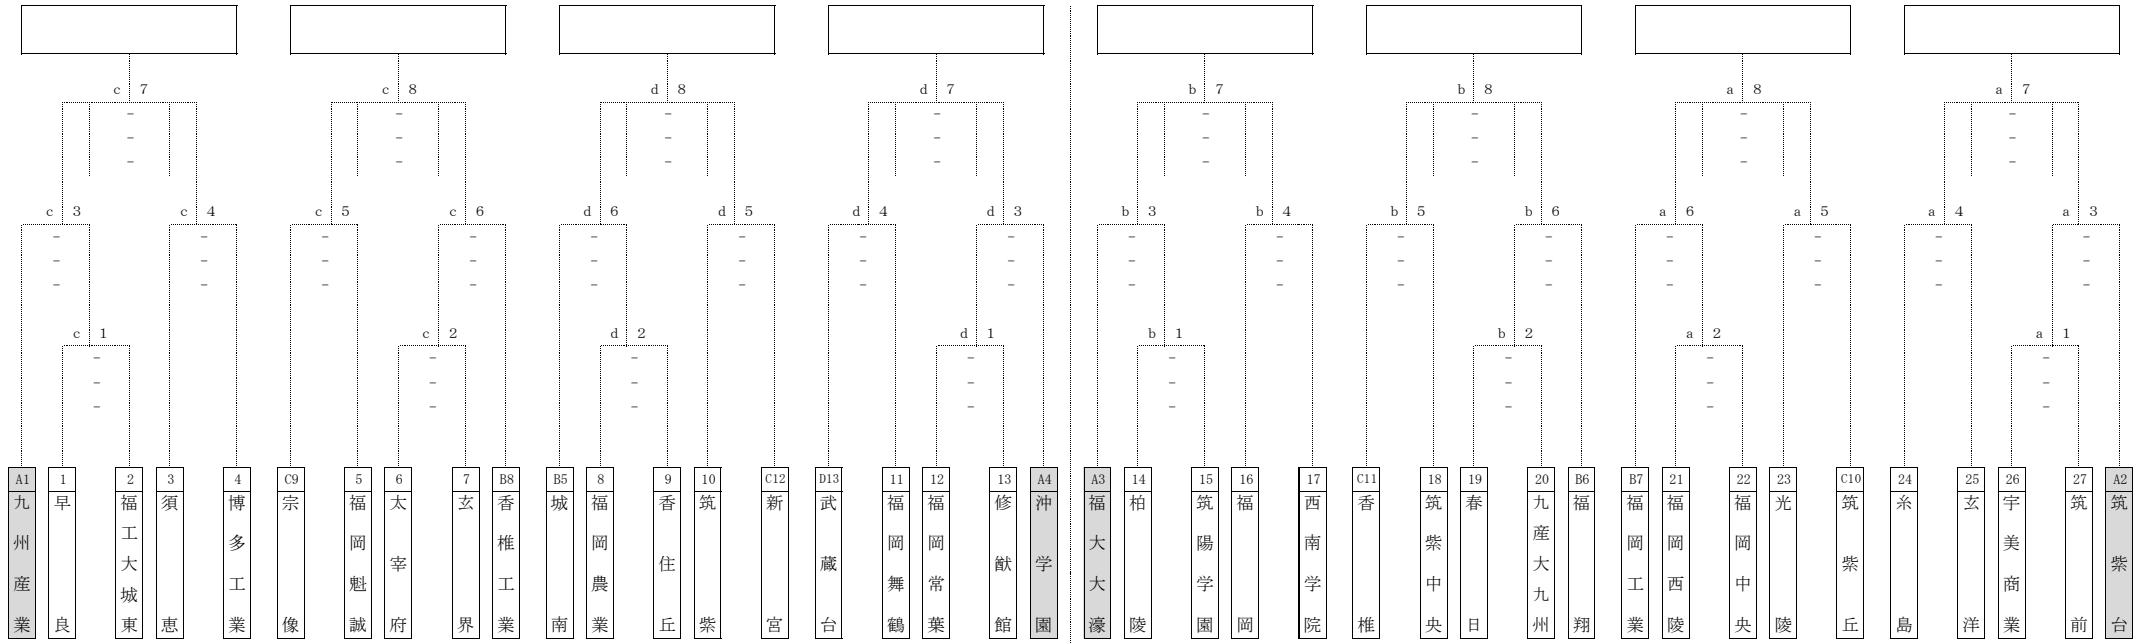 c 7 c 8 d 8 d 7 b 7 b 8 a 8 a 7
- - - - - - - -
- - - - - - - -
- - - - - - - -
c 3 c 4 c 5 c 6 d 6 d 5 d 4 d 3 b 3 b 4 b 5 b 6 a 6 a 5 a 4 a 3
- - - - - - - - - - - - - - - -
- - - - - - - - - - - - - - - -
- - - - - - - - - - - - - - - -
c 1 c 2 d 2 d 1 b 1 b 2 a 2 a 1
- - - - - - - -
- - - - - - - -
- - - - - - - -
A1 九州産業
1 早良
2 福工大城東
3 須恵
4 博多工業
C9 宗像
5 福岡魁誠
6 太宰府
7 玄界
B8 香椎工業
B5 城南
8 福岡農業
9 香住丘
10 筑紫
C12 新宮
D13 武蔵台
11 福岡舞鶴
12 福岡常葉
13 修猷館
A4 沖学園
A3 福大大濠
14 柏陵
15 筑陽学園
16 福岡
17 西南学院
C11 香椎
18 筑紫中央
19 春日
20 九産大九州
B6 福翔
B7 福岡工業
21 福岡西陵
22 福岡中央
23 光陵
C10 筑紫丘
24 糸島
25 玄洋
26 宇美商業
27 筑前
A2 筑紫台